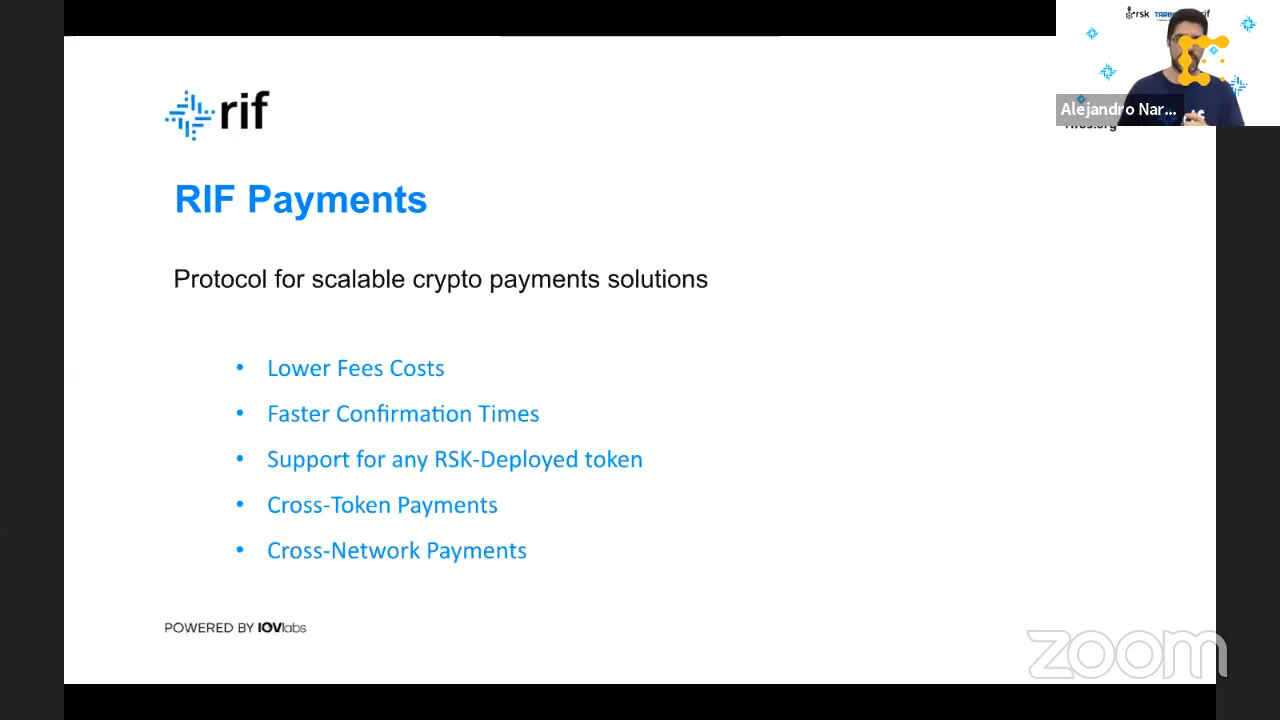 rsk
rif
Alejandro Nar...
rif
RIF Payments
Protocol for scalable crypto payments solutions
• Lower Fees Costs
• Faster Confirmation Times
• Support for any RSK-Deployed token
• Cross-Token Payments
• Cross-Network Payments
POWERED BY IOVlabs
zoom